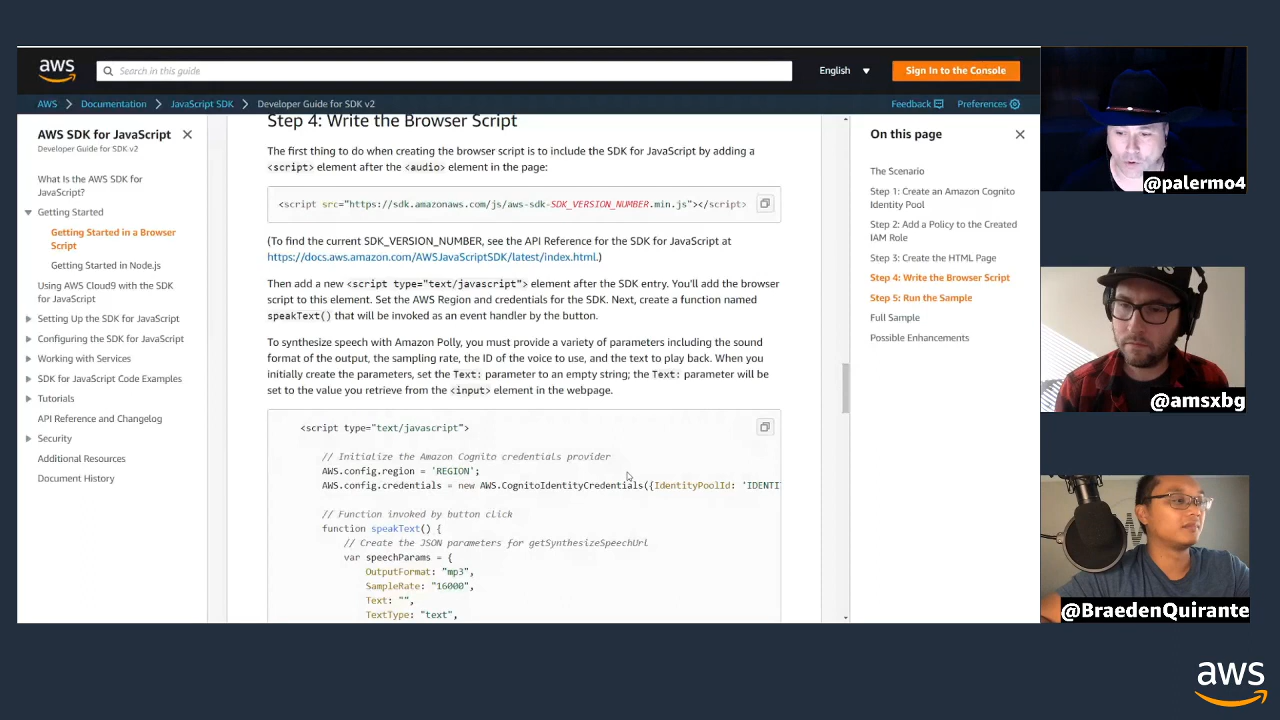 aws
Search in this guide
English
Sign In to the Console
AWS > Documentation > JavaScript SDK > Developer Guide for SDK v2
Feedback
Preferences
AWS SDK for JavaScript
Developer Guide for SDK v2
What Is the AWS SDK for
JavaScript?
Getting Started
Getting Started in a Browser
Script
Getting Started in Node.js
Using AWS Cloud9 with the SDK
for JavaScript
Setting Up the SDK for JavaScript
Configuring the SDK for JavaScript
Working with Services
SDK for JavaScript Code Examples
Tutorials
API Reference and Changelog
Security
Additional Resources
Document History
Step 4: Write the Browser Script
The first thing to do when creating the browser script is to include the SDK for JavaScript by adding a
<script> element after the <audio> element in the page:
<script src="https://sdk.amazonaws.com/js/aws-sdk-SDK_VERSION_NUMBER.min.js"></script>
(To find the current SDK_VERSION_NUMBER, see the API Reference for the SDK for JavaScript at
https://docs.aws.amazon.com/AWSJavaScriptSDK/latest/index.html.)
Then add a new <script type="text/javascript"> element after the SDK entry. You'll add the browser
script to this element. Set the AWS Region and credentials for the SDK. Next, create a function named
speakText() that will be invoked as an event handler by the button.
To synthesize speech with Amazon Polly, you must provide a variety of parameters including the sound
format of the output, the sampling rate, the ID of the voice to use, and the text to play back. When you
initially create the parameters, set the Text: parameter to an empty string; the Text: parameter will be
set to the value you retrieve from the <input> element in the webpage.
<script type="text/javascript">
// Initialize the Amazon Cognito credentials provider
AWS.config.region = 'REGION';
AWS.config.credentials = new AWS.CognitoIdentityCredentials({IdentityPoolId: 'IDENTI
// Function invoked by button click
function speakText() {
// Create the JSON parameters for getSynthesizeSpeechUrl
var speechParams = {
OutputFormat: "mp3",
SampleRate: "16000",
Text: "",
TextType: "text",
On this page
The Scenario
Step 1: Create an Amazon Cognito
Identity Pool
Step 2: Add a Policy to the Created
IAM Role
Step 3: Create the HTML Page
Step 4: Write the Browser Script
Step 5: Run the Sample
Full Sample
Possible Enhancements
@palermo4
@amsxbg
@BraedenQuirante
aws